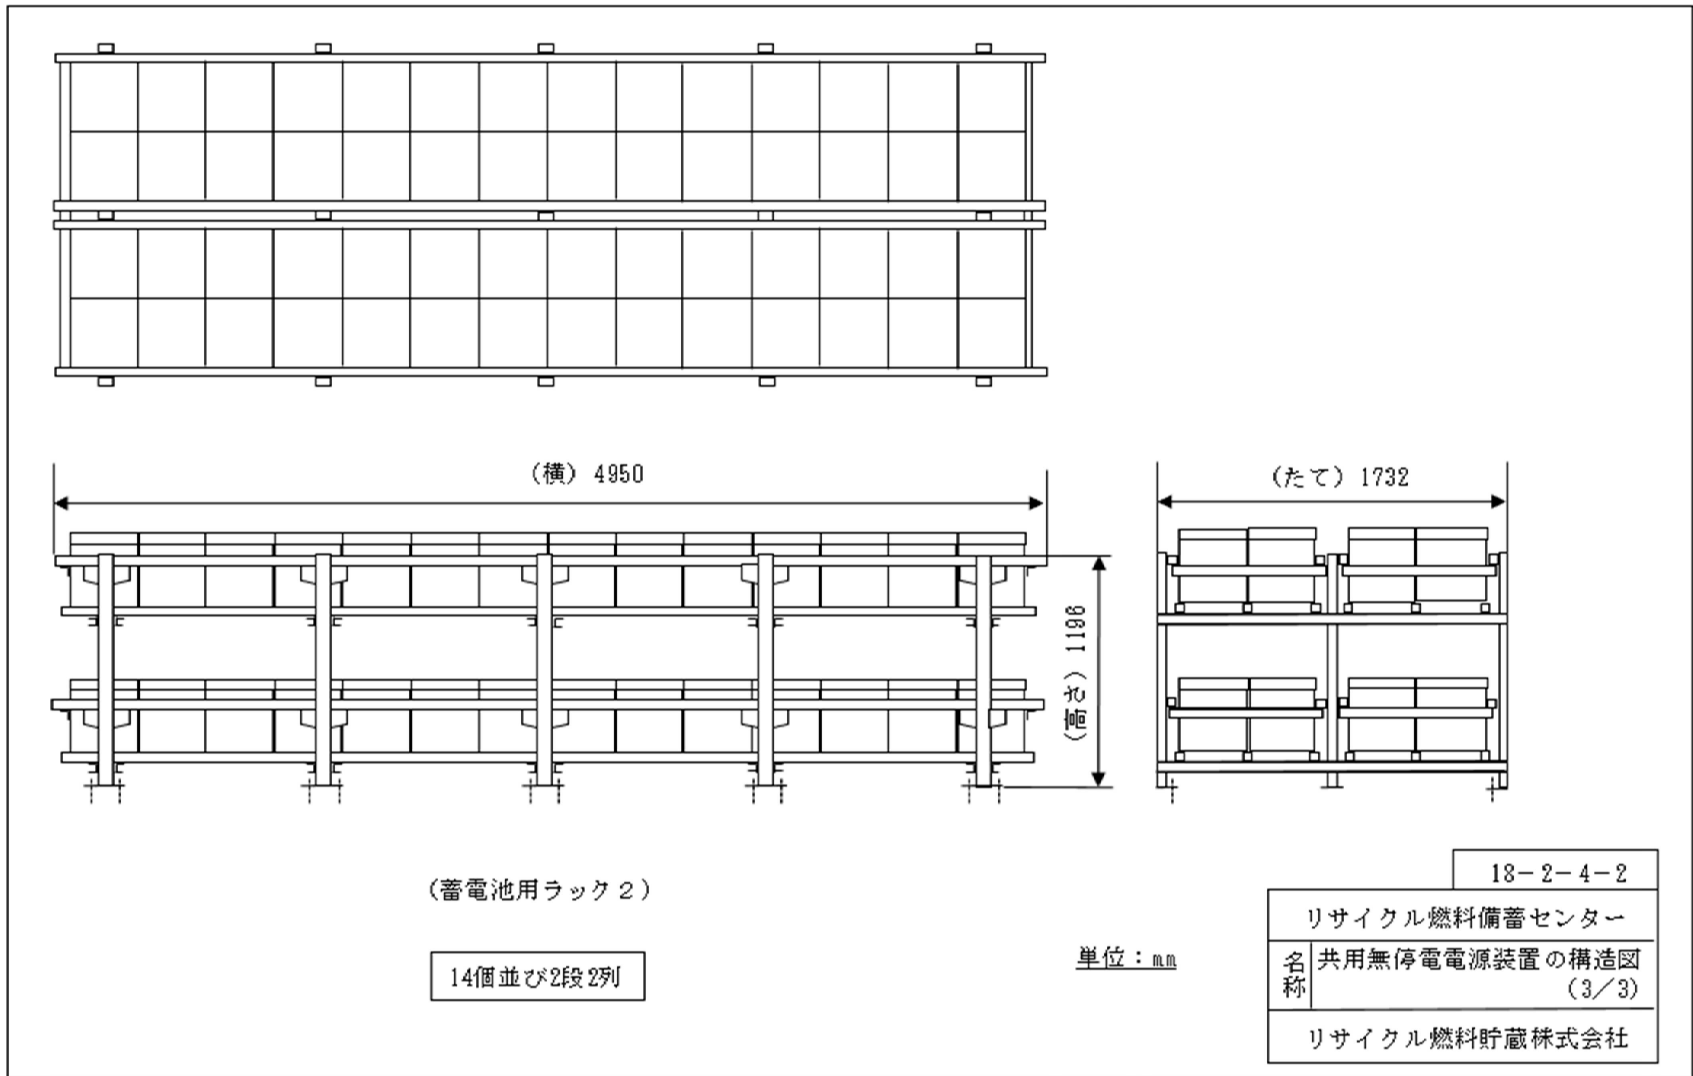 (横) 4950
(たて) 1732
(高さ) 1196
(蓄電池用ラック2)
14個並び2段2列
単位:mm
18-2-4-2
リサイクル燃料備蓄センター
名称
共用無停電電源装置の構造図
(3/3)
リサイクル燃料貯蔵株式会社